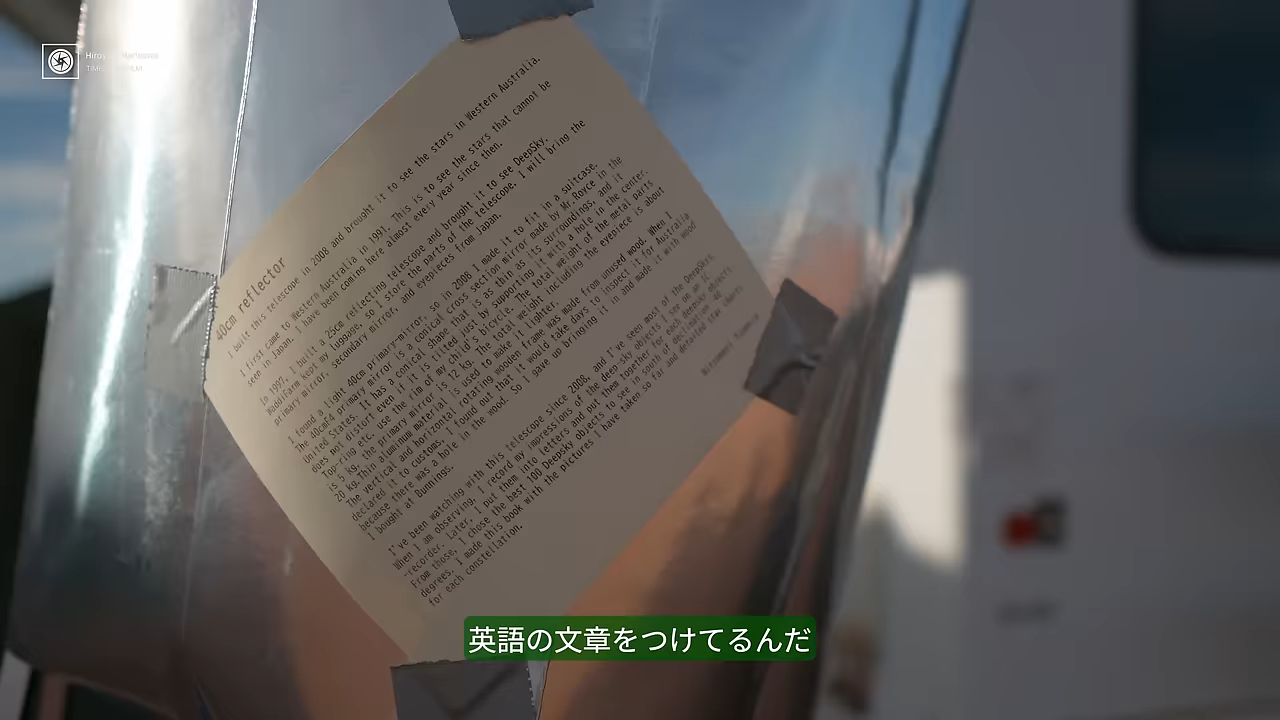 40cm reflector
I built this telescope in 2008 and brought it to see the stars in Western Australia.
I first came to Western Australia in 1991. This is to see the stars that cannot be
seen in Japan. I have been coming here almost every year since then.
In 1997, I built a 25cm reflecting telescope and brought it to see DeepSky.
kept my luggage, so I store the parts of the telescope. I will bring the
primary mirror, secondary mirror, and eyepieces from Japan.
I found a light 40cm primary-mirror, so in 2008 I made it to fit in a suitcase.
The 40cmf4 primary mirror is a conical cross section mirror made by Mr.Royce in the
United States. It has a conical shape that is as thin as its surroundings, and it
does not distort even if it is tilted just by supporting it with a hole in the center.
Top-ring etc. use the rim of my child's bicycle. The total weight of the metal parts
is 5 kg, the primary mirror is 12 kg. The total weight including the eyepiece is about
20 kg. Thin aluminum material is used to make it lighter.
The vertical and horizontal rotating wooden frame was made from unused wood. When I
declared it to customs, I found out that it would take days to inspect it for Australia
because there was a hole in the wood. So I gave up bringing it in and made it with wood
I bought at Bunnings.
I've been watching with this telescope since 2008, and I've seen most of the DeepSky.
When I am observing, I record my impressions of the deep-sky objects I see on an IC
-recorder. Later, I put them into letters and put them together for each deepsky objects.
From those, I chose the best 100 DeepSky objects to see in south of declination -40
degrees. I made this book with the pictures I have taken so far and detailed star charts
for each constellation.
英語の文章をつけてるんだ